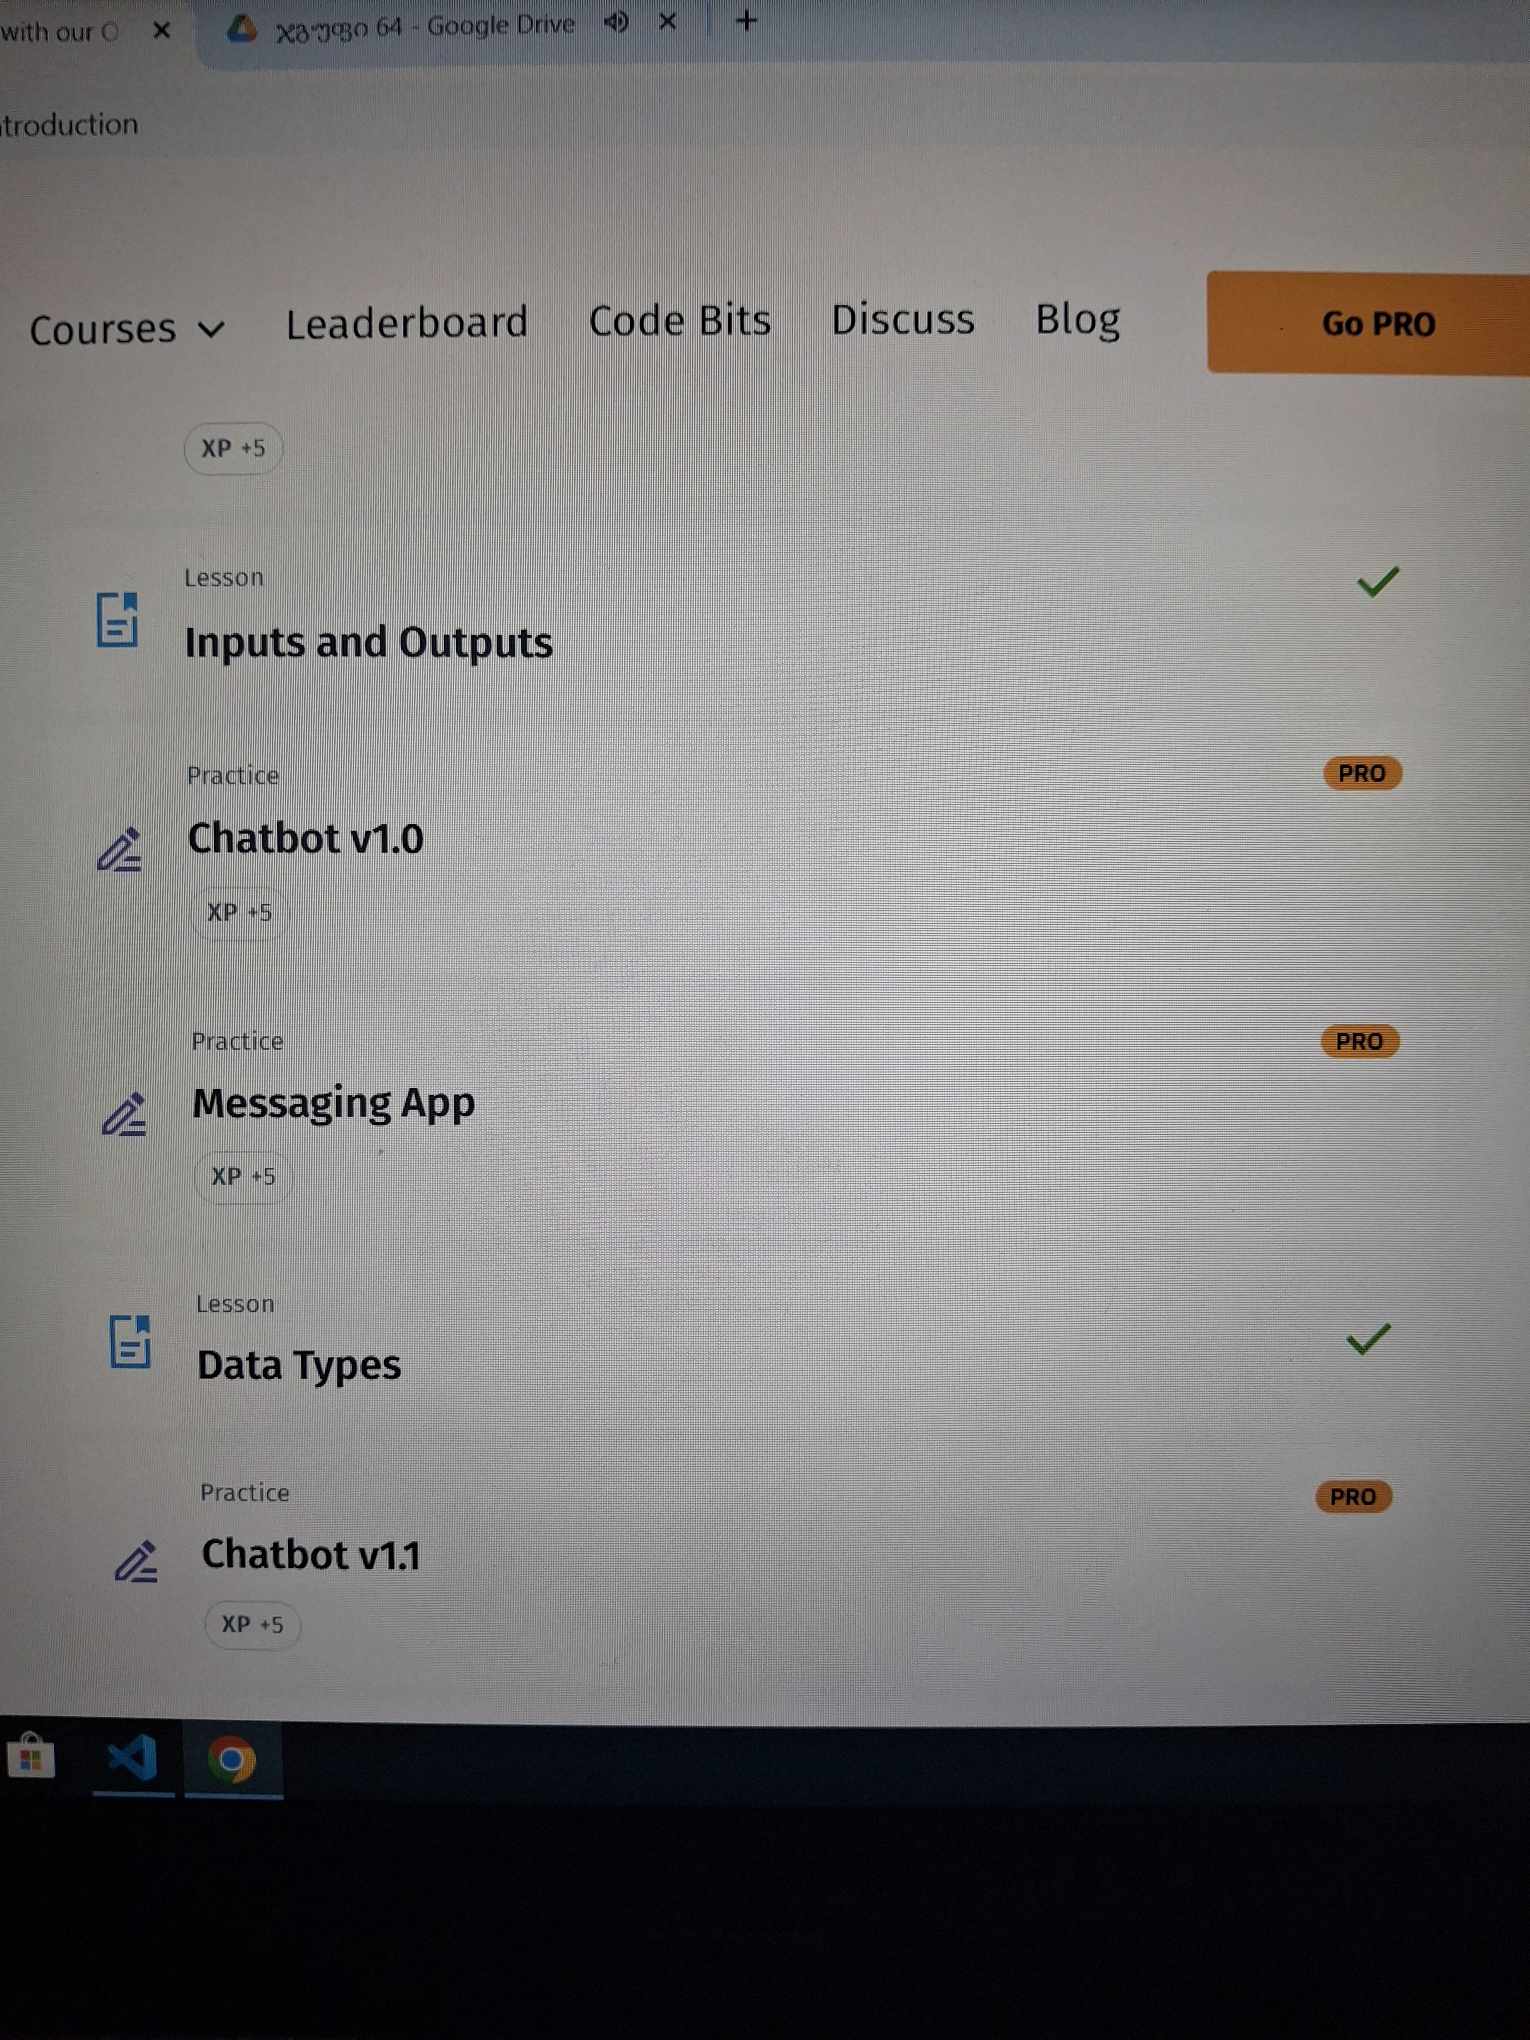 with our
ჯგუფი 64 - Google Drive
troduction
Courses
Leaderboard
Code Bits
Discuss
Blog
Go PRO
XP +5
Lesson
Inputs and Outputs
Practice
PRO
Chatbot v1.0
XP +5
Practice
PRO
Messaging App
XP +5
Lesson
Data Types
Practice
PRO
Chatbot v1.1
XP +5